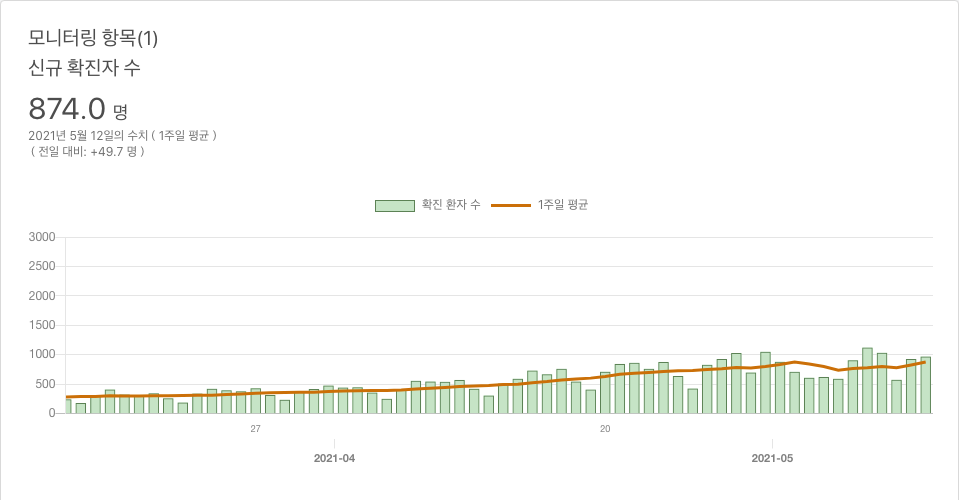 모니터링 항목(1)
신규 확진자 수
874.0 명
2021년 5월 12일의 수치 ( 1주일 평균 )
( 전일 대비: +49.7 명 )
확진 환자 수 1주일 평균
3000
2500
2000
1500
1000
500
0
27 20
2021-04 2021-05